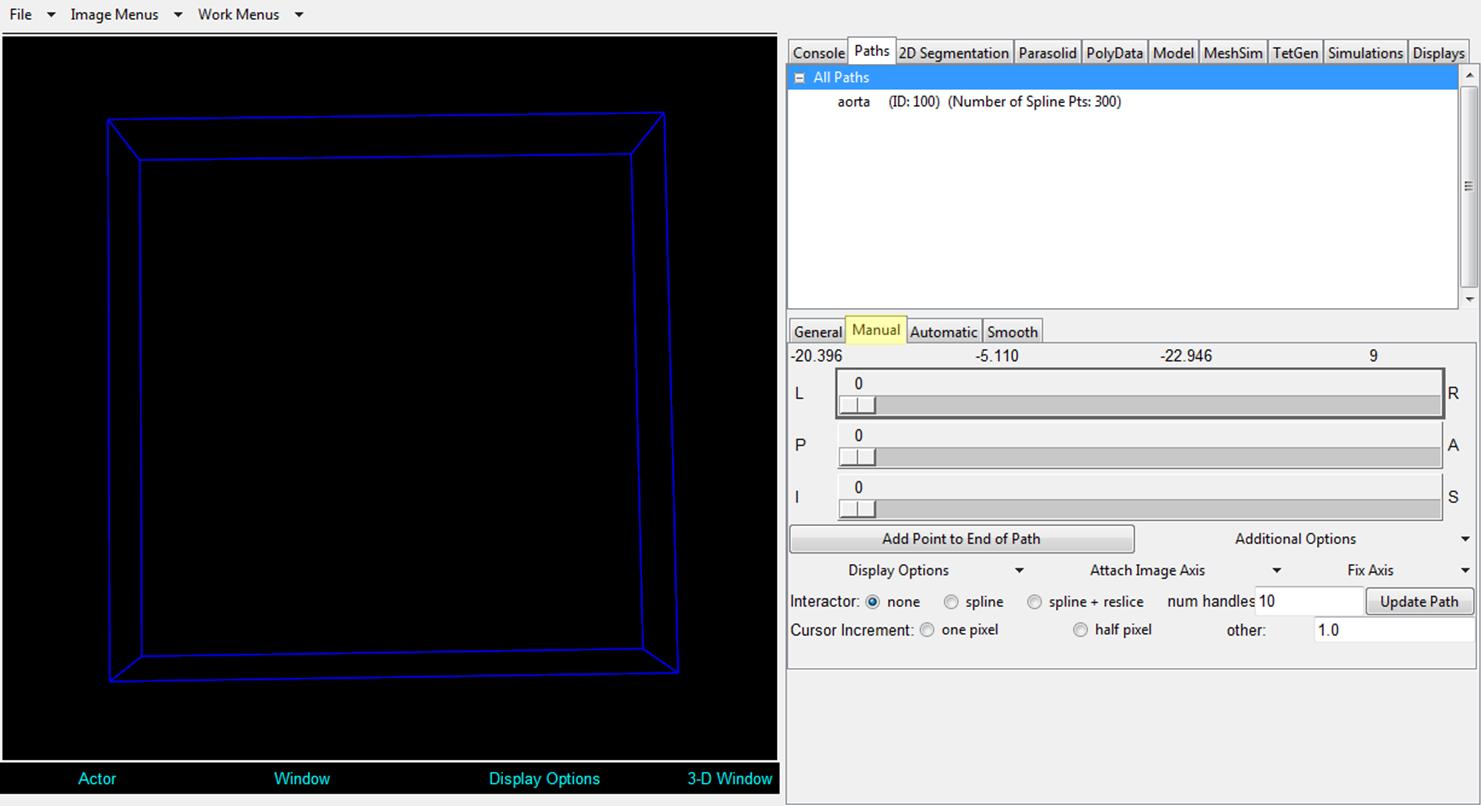 File Image Menus Work Menus
Console Paths 2D Segmentation Parasolid PolyData Model MeshSim TetGen Simulations Displays
All Paths
aorta (ID: 100) (Number of Spline Pts: 300)
General Manual Automatic Smooth
-20.396 -5.110 -22.946 9
0
L R
0
P A
0
I S
Add Point to End of Path Additional Options
Display Options Attach Image Axis Fix Axis
Interactor: none spline spline + reslice num handles 10 Update Path
Cursor Increment: one pixel half pixel other: 1.0
Actor Window Display Options 3-D Window